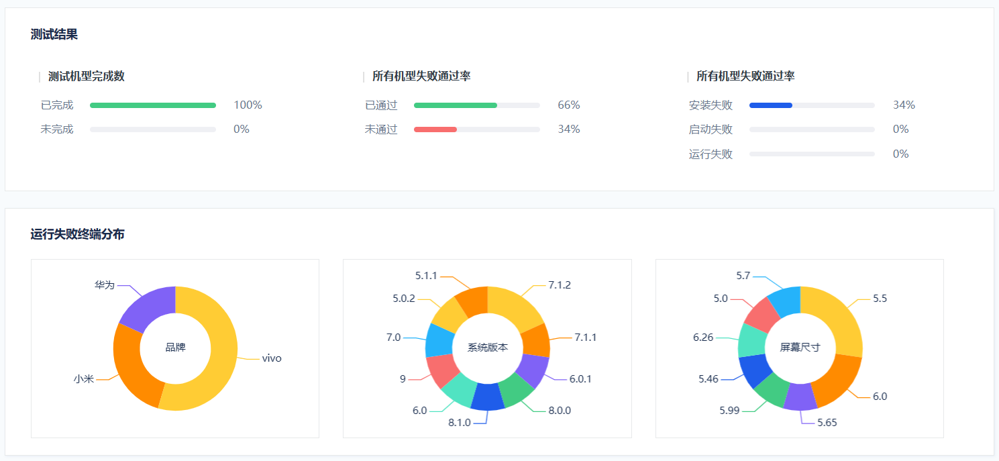 测试结果
测试机型完成数
已完成 100%
未完成 0%
所有机型失败通过率
已通过 66%
未通过 34%
所有机型失败通过率
安装失败 34%
启动失败 0%
运行失败 0%
运行失败终端分布
华为
品牌
vivo
小米
5.1.1
7.1.2
5.0.2
7.0
7.1.1
系统版本
9
6.0.1
6.0
8.0.0
8.1.0
5.7
5.0
5.5
6.26
屏幕尺寸
5.46
6.0
5.99
5.65